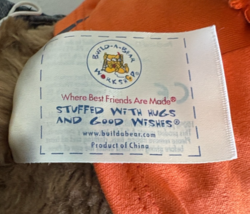 BUILD-A-BEAR
WORKSHOP
Where Best Friends Are Made®
STUFFED WITH HUGS
AND GOOD WISHES®
www.buildabear.com
Product of China